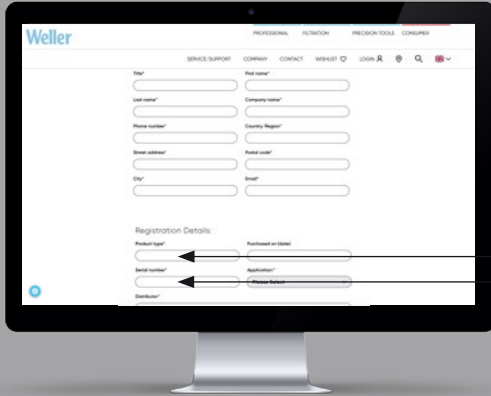 Weller
PROFESSIONAL FILTRATION PRECISION TOOLS CONSUMER
SERVICE/SUPPORT COMPANY CONTACT WISHLIST LOGIN
Title* First name*
Last name* Company name*
Phone number* Country Region*
Street address* Postal code*
City* Email*
Registration Details:
Product type* Purchased on (date)
Serial number* Application:*
Please Select
Distributor*